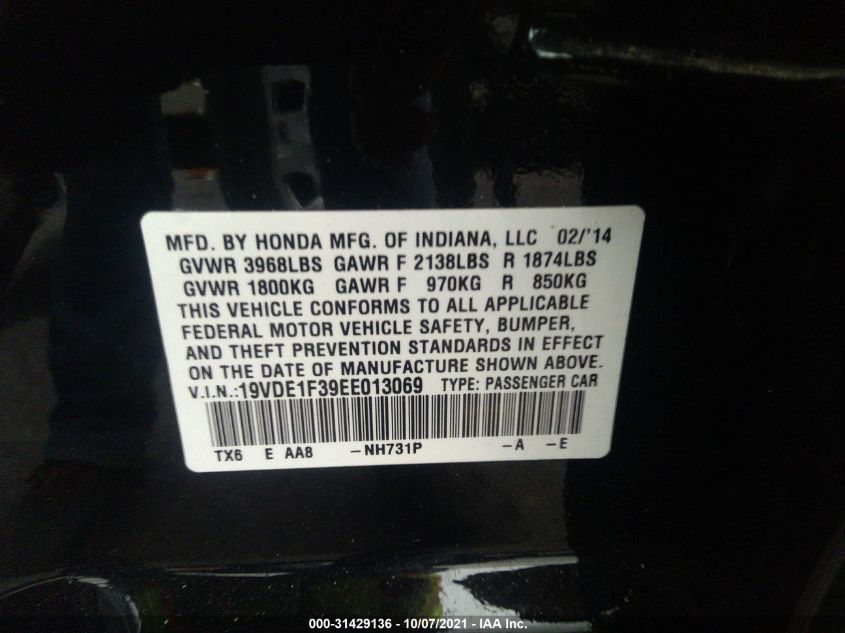 MFD. BY HONDA MFG. OF INDIANA, LLC 02/'14
GVWR 3968LBS GAWR F 2138LBS R 1874LBS
GVWR 1800KG GAWR F 970KG R 850KG
THIS VEHICLE CONFORMS TO ALL APPLICABLE
FEDERAL MOTOR VEHICLE SAFETY, BUMPER,
AND THEFT PREVENTION STANDARDS IN EFFECT
ON THE DATE OF MANUFACTURE SHOWN ABOVE.
V.I.N.:19VDE1F39EE013069 TYPE: PASSENGER CAR
TX6 E AA8 -NH731P -A -E
000-31429136 - 10/07/2021 - IAA Inc.